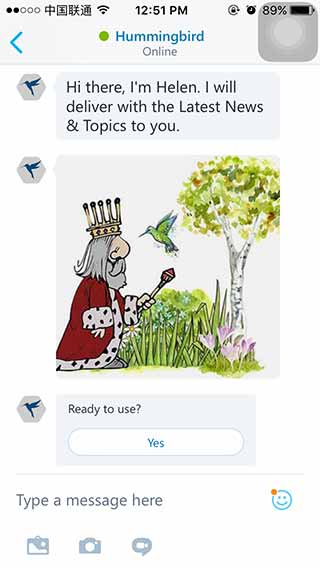 中国联通 12:51 PM 89%
Hummingbird
Online
Hi there, I'm Helen. I will
deliver with the Latest News
& Topics to you.
Ready to use?
Yes
Type a message here